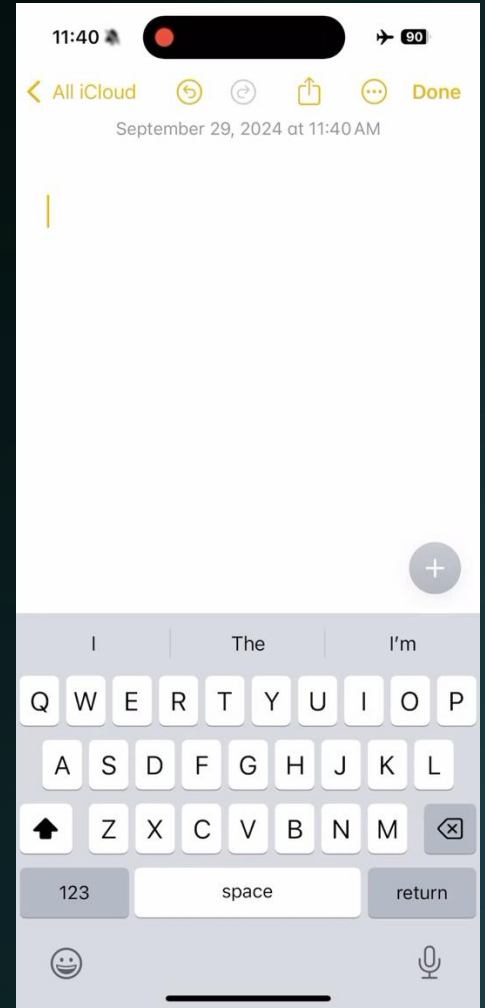 11:40 90
All iCloud Done
September 29, 2024 at 11:40 AM
I The I'm
Q W E R T Y U I O P
A S D F G H J K L
Z X C V B N M
123 space return